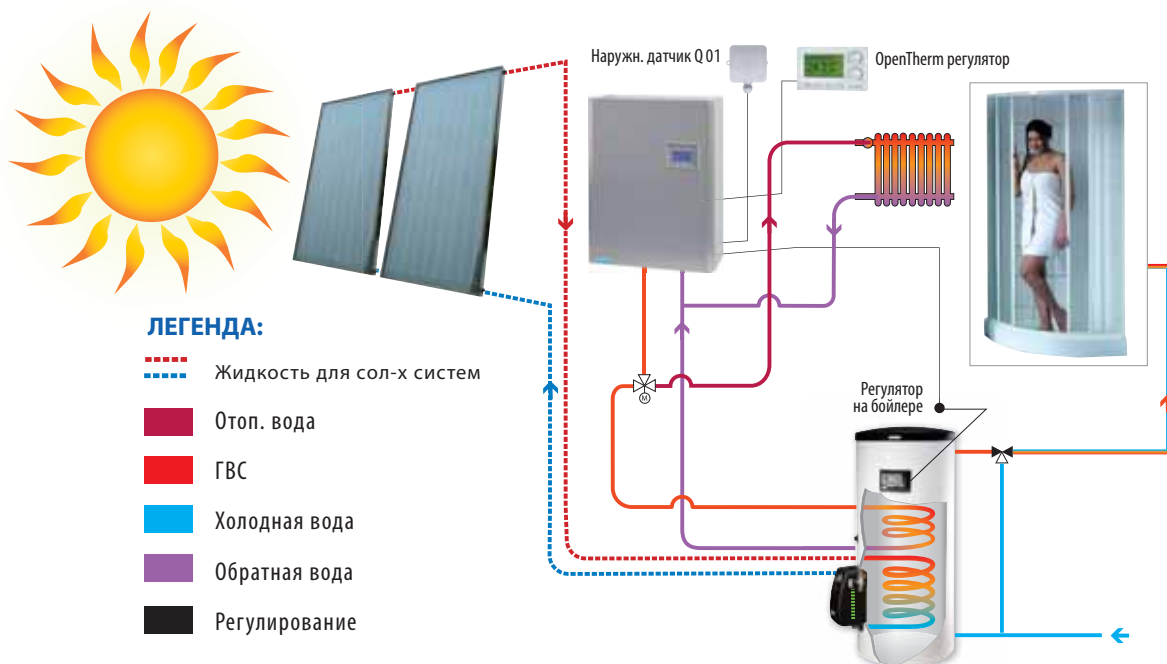 Наружн. датчик Q 01
OpenTherm регулятор
ЛЕГЕНДА:
Жидкость для сол-х систем
Отоп. вода
ГВС
Холодная вода
Обратная вода
Регулирование
M
Регулятор
на бойлере